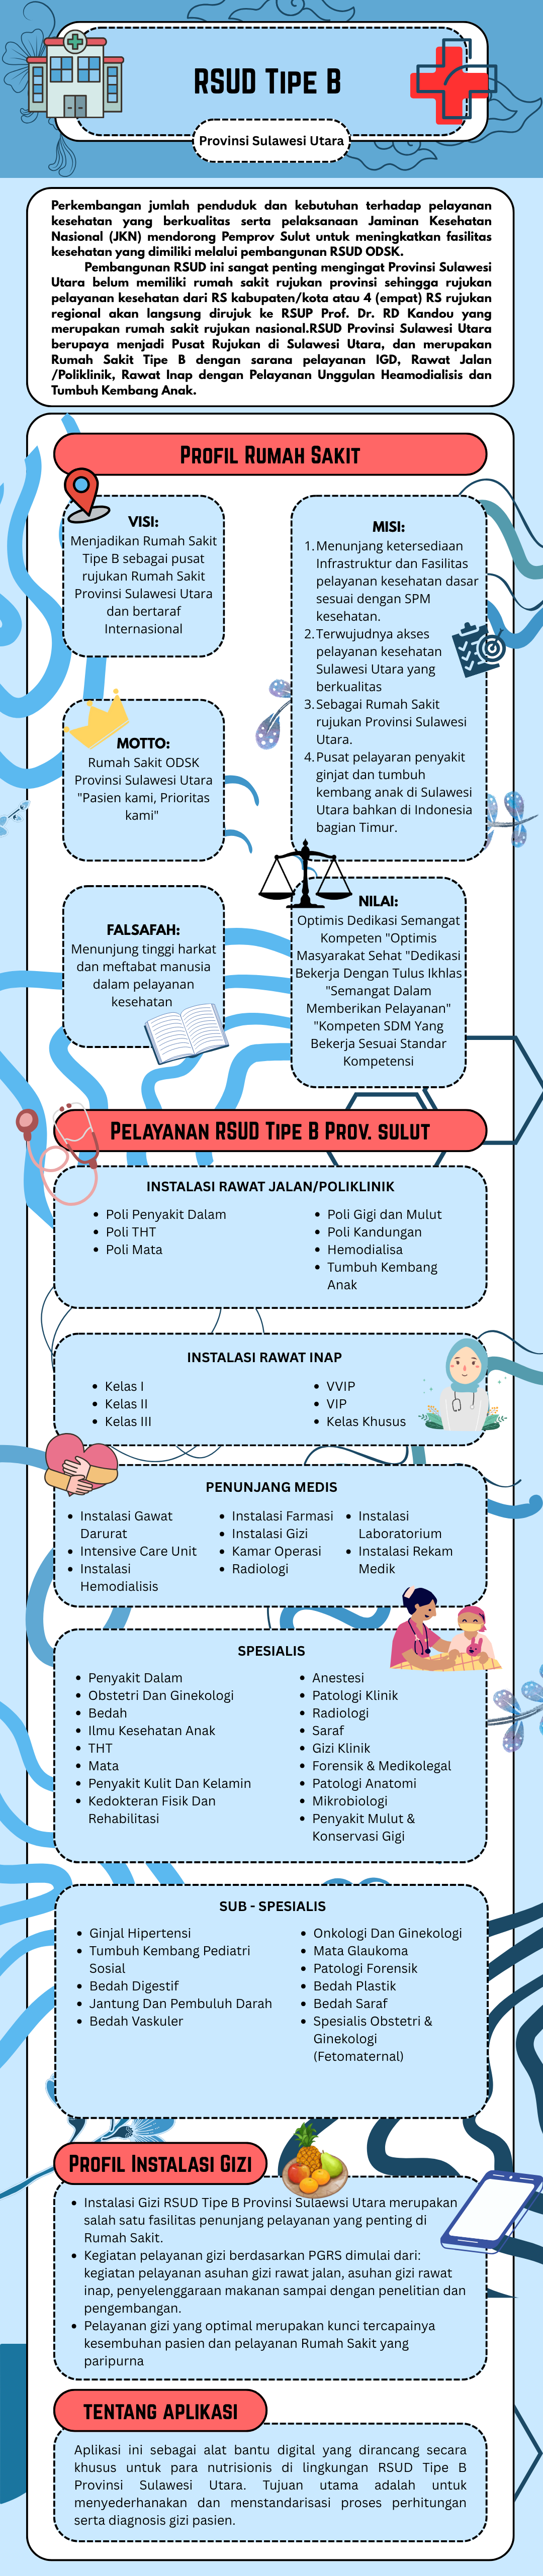 RSUD TIPE B
Provinsi Sulawesi Utara
Perkembangan jumlah penduduk dan kebutuhan terhadap pelayanan
kesehatan yang berkualitas serta pelaksanaan Jaminan Kesehatan
Nasional (JKN) mendorong Pemprov Sulut untuk meningkatkan fasilitas
kesehatan yang dimiliki melalui pembangunan RSUD ODSK.
Pembangunan RSUD ini sangat penting mengingat Provinsi Sulawesi
Utara belum memiliki rumah sakit rujukan provinsi sehingga rujukan
pelayanan kesehatan dari RS kabupaten/kota atau 4 (empat) RS rujukan
regional akan langsung dirujuk ke RSUP Prof. Dr. RD Kandou yang
merupakan rumah sakit rujukan nasional.RSUD Provinsi Sulawesi Utara
berupaya menjadi Pusat Rujukan di Sulawesi Utara, dan merupakan
Rumah Sakit Tipe B dengan sarana pelayanan IGD, Rawat Jalan
/Poliklinik, Rawat Inap dengan Pelayanan Unggulan Heamodialisis dan
Tumbuh Kembang Anak.
PROFIL RUMAH SAKIT
VISI:
Menjadikan Rumah Sakit
Tipe B sebagai pusat
rujukan Rumah Sakit
Provinsi Sulawesi Utara
dan bertaraf
Internasional
MISI:
1. Menunjang ketersediaan
Infrastruktur dan Fasilitas
pelayanan kesehatan dasar
sesuai dengan SPM
kesehatan.
2. Terwujudnya akses
pelayanan kesehatan
Sulawesi Utara yang
berkualitas
3. Sebagai Rumah Sakit
rujukan Provinsi Sulawesi
Utara.
4. Pusat pelayaran penyakit
ginjat dan tumbuh
kembang anak di Sulawesi
Utara bahkan di Indonesia
bagian Timur.
MOTTO:
Rumah Sakit ODSK
Provinsi Sulawesi Utara
"Pasien kami, Prioritas
kami"
FALSAFAH:
Menunjung tinggi harkat
dan meftabat manusia
dalam pelayanan
kesehatan
NILAI:
Optimis Dedikasi Semangat
Kompeten "Optimis
Masyarakat Sehat "Dedikasi
Bekerja Dengan Tulus Ikhlas
"Semangat Dalam
Memberikan Pelayanan"
"Kompeten SDM Yang
Bekerja Sesuai Standar
Kompetensi
PELAYANAN RSUD TIPE B PROV. SULUT
INSTALASI RAWAT JALAN/POLIKLINIK
• Poli Penyakit Dalam
• Poli THT
• Poli Mata
• Poli Gigi dan Mulut
• Poli Kandungan
• Hemodialisa
• Tumbuh Kembang
Anak
INSTALASI RAWAT INAP
• Kelas I
• Kelas II
• Kelas III
• VVIP
• VIP
• Kelas Khusus
PENUNJANG MEDIS
• Instalasi Gawat
Darurat
• Intensive Care Unit
• Instalasi
Hemodialisis
• Instalasi Farmasi
• Instalasi Gizi
• Kamar Operasi
• Radiologi
• Instalasi
Laboratorium
• Instalasi Rekam
Medik
SPESIALIS
• Penyakit Dalam
• Obstetri Dan Ginekologi
• Bedah
• Ilmu Kesehatan Anak
• THT
• Mata
• Penyakit Kulit Dan Kelamin
• Kedokteran Fisik Dan
Rehabilitasi
• Anestesi
• Patologi Klinik
• Radiologi
• Saraf
• Gizi Klinik
• Forensik & Medikolegal
• Patologi Anatomi
• Mikrobiologi
• Penyakit Mulut &
Konservasi Gigi
SUB - SPESIALIS
• Ginjal Hipertensi
• Tumbuh Kembang Pediatri
Sosial
• Bedah Digestif
• Jantung Dan Pembuluh Darah
• Bedah Vaskuler
• Onkologi Dan Ginekologi
• Mata Glaukoma
• Patologi Forensik
• Bedah Plastik
• Bedah Saraf
• Spesialis Obstetri &
Ginekologi
(Fetomaternal)
PROFIL INSTALASI GIZI
• Instalasi Gizi RSUD Tipe B Provinsi Sulaewsi Utara merupakan
salah satu fasilitas penunjang pelayanan yang penting di
Rumah Sakit.
• Kegiatan pelayanan gizi berdasarkan PGRS dimulai dari:
kegiatan pelayanan asuhan gizi rawat jalan, asuhan gizi rawat
inap, penyelenggaraan makanan sampai dengan penelitian dan
pengembangan.
• Pelayanan gizi yang optimal merupakan kunci tercapainya
kesembuhan pasien dan pelayanan Rumah Sakit yang
paripurna
TENTANG APLIKASI
Aplikasi ini sebagai alat bantu digital yang dirancang secara
khusus untuk para nutrisionis di lingkungan RSUD Tipe B
Provinsi Sulawesi Utara. Tujuan utama adalah untuk
menyederhanakan dan menstandarisasi proses perhitungan
serta diagnosis gizi pasien.